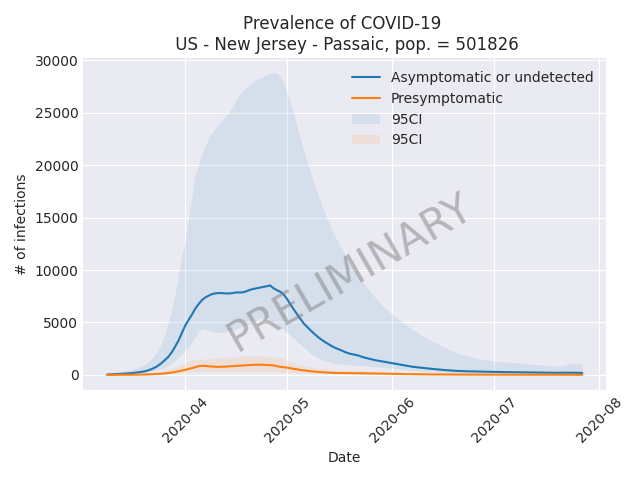 Prevalence of COVID-19
US - New Jersey - Passaic, pop. = 501826
Asymptomatic or undetected
Presymptomatic
95CI
95CI
# of infections
30000
25000
20000
15000
10000
5000
0
PRELIMINARY
2020-04
2020-05
2020-06
2020-07
2020-08
Date